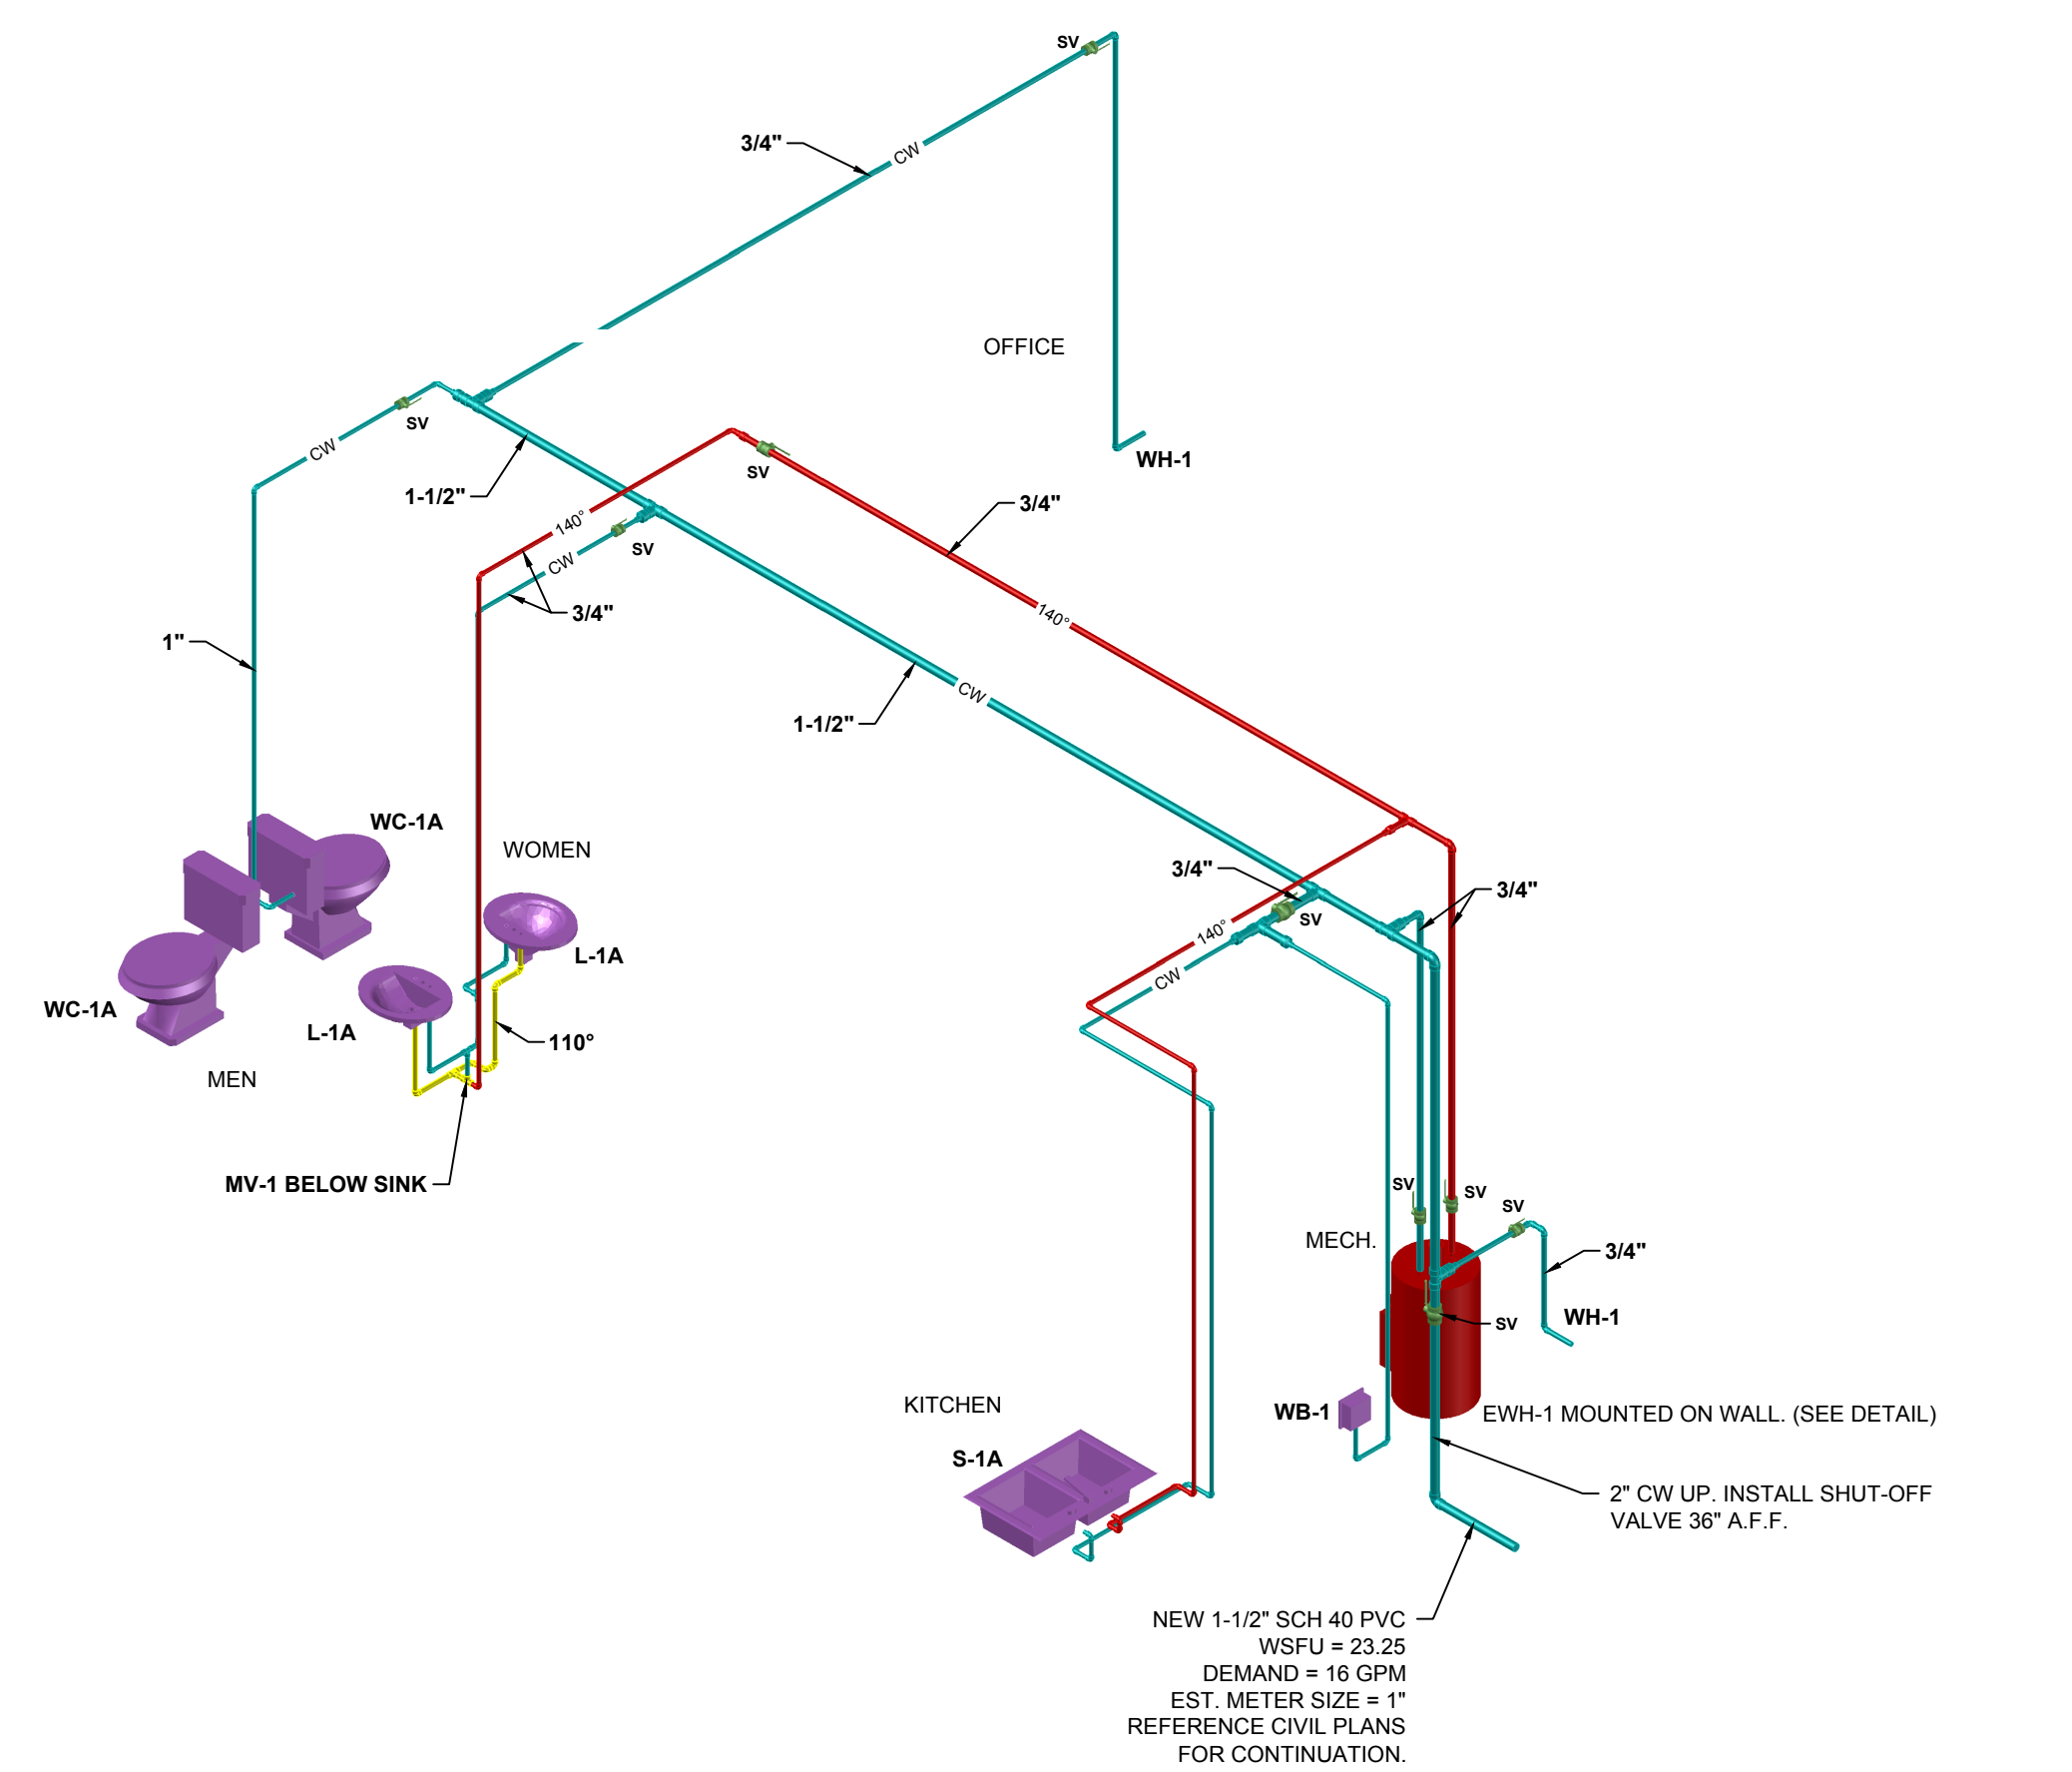 SV
3/4"
CW
OFFICE
SV
CW
WH-1
SV
1-1/2"
3/4"
140°
SV
CW
3/4"
140°
1"
CW
1-1/2"
WC-1A
WOMEN
3/4"
3/4"
SV
140°
L-1A
CW
WC-1A
L-1A
110°
MEN
MV-1 BELOW SINK
SV
SV
SV
MECH.
3/4"
WH-1
SV
KITCHEN
WB-1
EWH-1 MOUNTED ON WALL. (SEE DETAIL)
S-1A
2" CW UP. INSTALL SHUT-OFF
VALVE 36" A.F.F.
NEW 1-1/2" SCH 40 PVC
WSFU = 23.25
DEMAND = 16 GPM
EST. METER SIZE = 1"
REFERENCE CIVIL PLANS
FOR CONTINUATION.